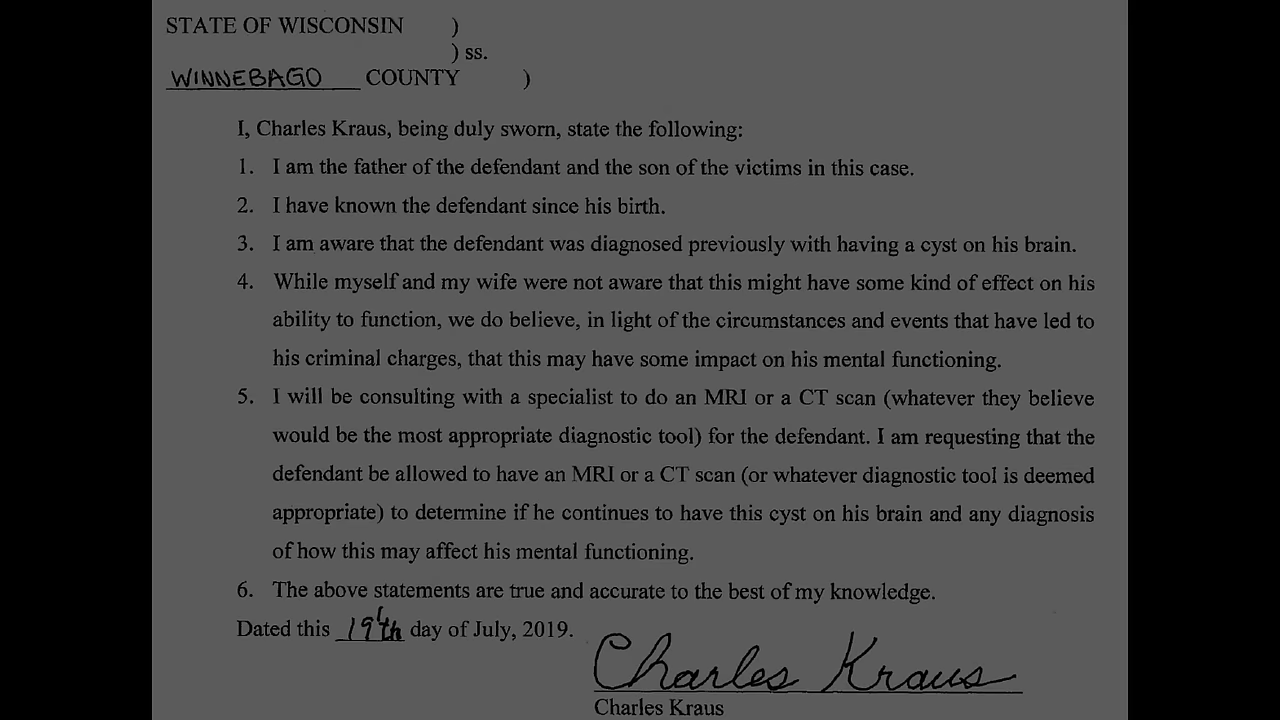 STATE OF WISCONSIN )
) ss.
WINNEBAGO COUNTY )
I, Charles Kraus, being duly sworn, state the following:
1. I am the father of the defendant and the son of the victims in this case.
2. I have known the defendant since his birth.
3. I am aware that the defendant was diagnosed previously with having a cyst on his brain.
4. While myself and my wife were not aware that this might have some kind of effect on his
ability to function, we do believe, in light of the circumstances and events that have led to
his criminal charges, that this may have some impact on his mental functioning.
5. I will be consulting with a specialist to do an MRI or a CT scan (whatever they believe
would be the most appropriate diagnostic tool) for the defendant. I am requesting that the
defendant be allowed to have an MRI or a CT scan (or whatever diagnostic tool is deemed
appropriate) to determine if he continues to have this cyst on his brain and any diagnosis
of how this may affect his mental functioning.
6. The above statements are true and accurate to the best of my knowledge.
Dated this 19th day of July, 2019.
Charles Kraus
Charles Kraus